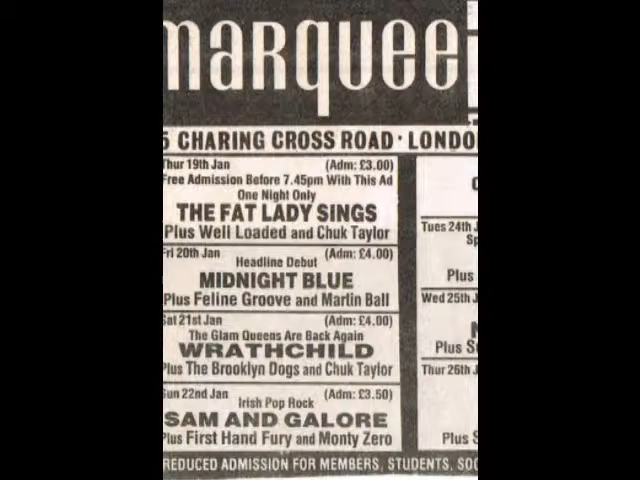 marquee
5 CHARING CROSS ROAD · LONDO
hur 19th Jan (Adm: £3.00)
Free Admission Before 7.45pm With This Ad
One Night Only
THE FAT LADY SINGS
Plus Well Loaded and Chuk Taylor
Fri 20th Jan (Adm: £4.00)
Headline Debut
MIDNIGHT BLUE
Plus Feline Groove and Martin Ball
Sat 21st Jan (Adm: £4.00)
The Glam Queens Are Back Again
WRATHCHILD
Plus The Brooklyn Dogs and Chuk Taylor
Sun 22nd Jan (Adm: £3.50)
Irish Pop Rock
SAM AND GALORE
Plus First Hand Fury and Monty Zero
Tues 24th J
Sp
Plus
Wed 25th J
Plus S
Thur 26th J
Plus S
REDUCED ADMISSION FOR MEMBERS, STUDENTS, SOC